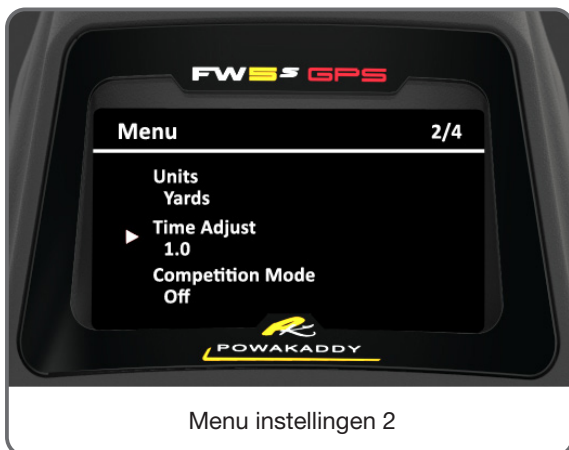 FW5s GPS
Menu 2/4
Units
Yards
Time Adjust
1.0
Competition Mode
Off
POWAKADDY
Menu instellingen 2